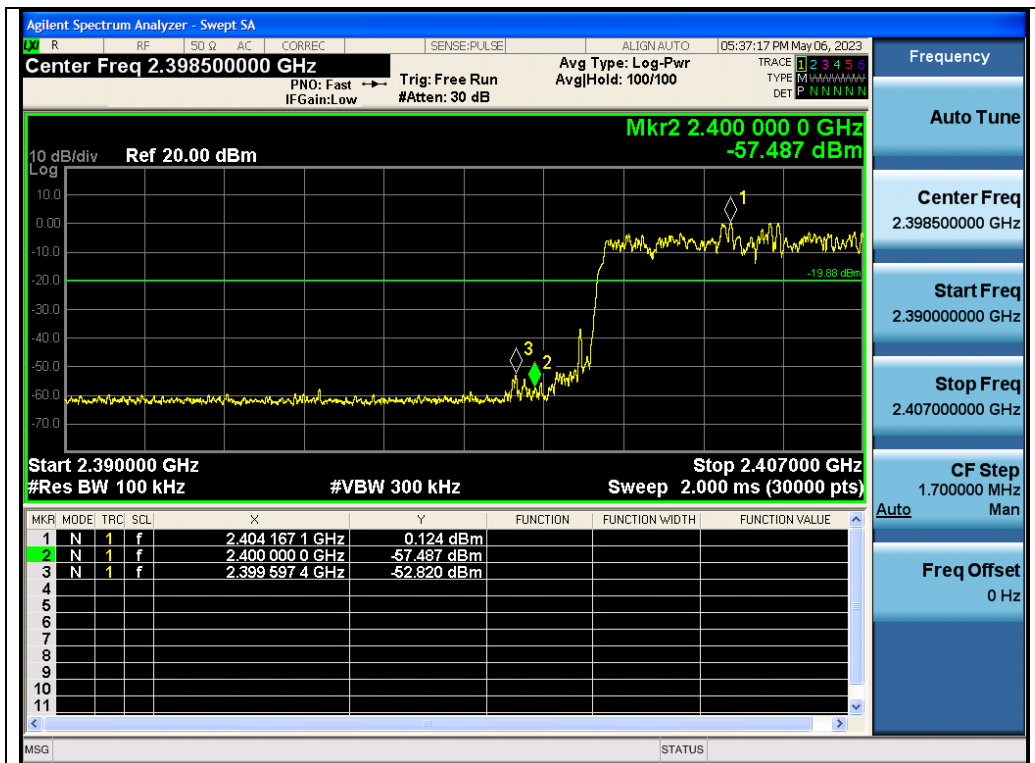 Agilent Spectrum Analyzer - Swept SA
LXI R RF 50 Ω AC CORREC SENSE:PULSE ALIGN AUTO 05:37:17 PM May 06, 2023
Center Freq 2.398500000 GHz
PNO: Fast
IFGain:Low
Trig: Free Run
#Atten: 30 dB
Avg Type: Log-Pwr
Avg|Hold: 100/100
TRACE 1 2 3 4 5 6
TYPE M WWWWW
DET P N N N N N
Mkr2 2.400 000 0 GHz
-57.487 dBm
10 dB/div Ref 20.00 dBm
Log
10.0
0.00
-10.0
-20.0
-30.0
-40.0
-50.0
-60.0
-70.0
1
-19.88 dBm
3
2
Start 2.390000 GHz Stop 2.407000 GHz
#Res BW 100 kHz #VBW 300 kHz Sweep 2.000 ms (30000 pts)
MKR MODE TRC SCL X Y FUNCTION FUNCTION WIDTH FUNCTION VALUE
1 N 1 f 2.404 167 1 GHz 0.124 dBm
2 N 1 f 2.400 000 0 GHz -57.487 dBm
3 N 1 f 2.399 597 4 GHz -52.820 dBm
4
5
6
7
8
9
10
11
MSG STATUS
Frequency
Auto Tune
Center Freq
2.398500000 GHz
Start Freq
2.390000000 GHz
Stop Freq
2.407000000 GHz
CF Step
1.700000 MHz
Auto Man
Freq Offset
0 Hz